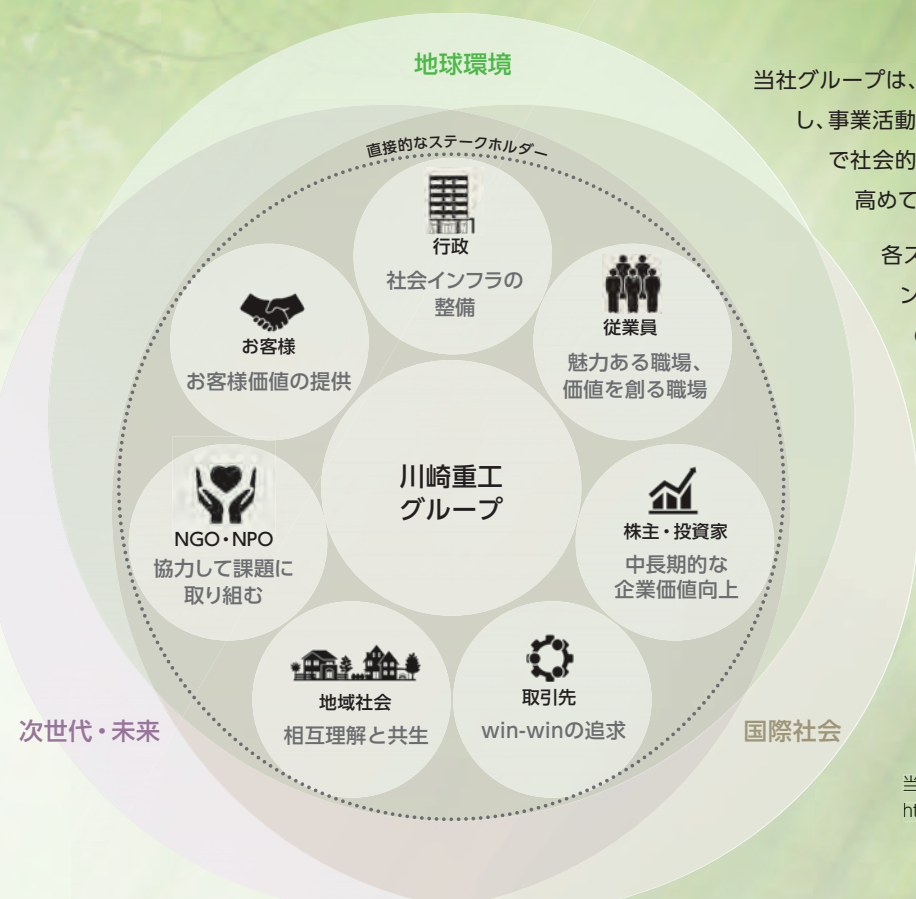 地球環境
直接的なステークホルダー
行政
社会インフラの
整備
お客様
お客様価値の提供
従業員
魅力ある職場、
価値を創る職場
川崎重工
グループ
NGO・NPO
協力して課題に
取り組む
株主・投資家
中長期的な
企業価値向上
地域社会
相互理解と共生
取引先
win-winの追求
次世代・未来
国際社会
当社グループは、
し、事業活動
で社会的
高めて
各ス
ン
当
ht